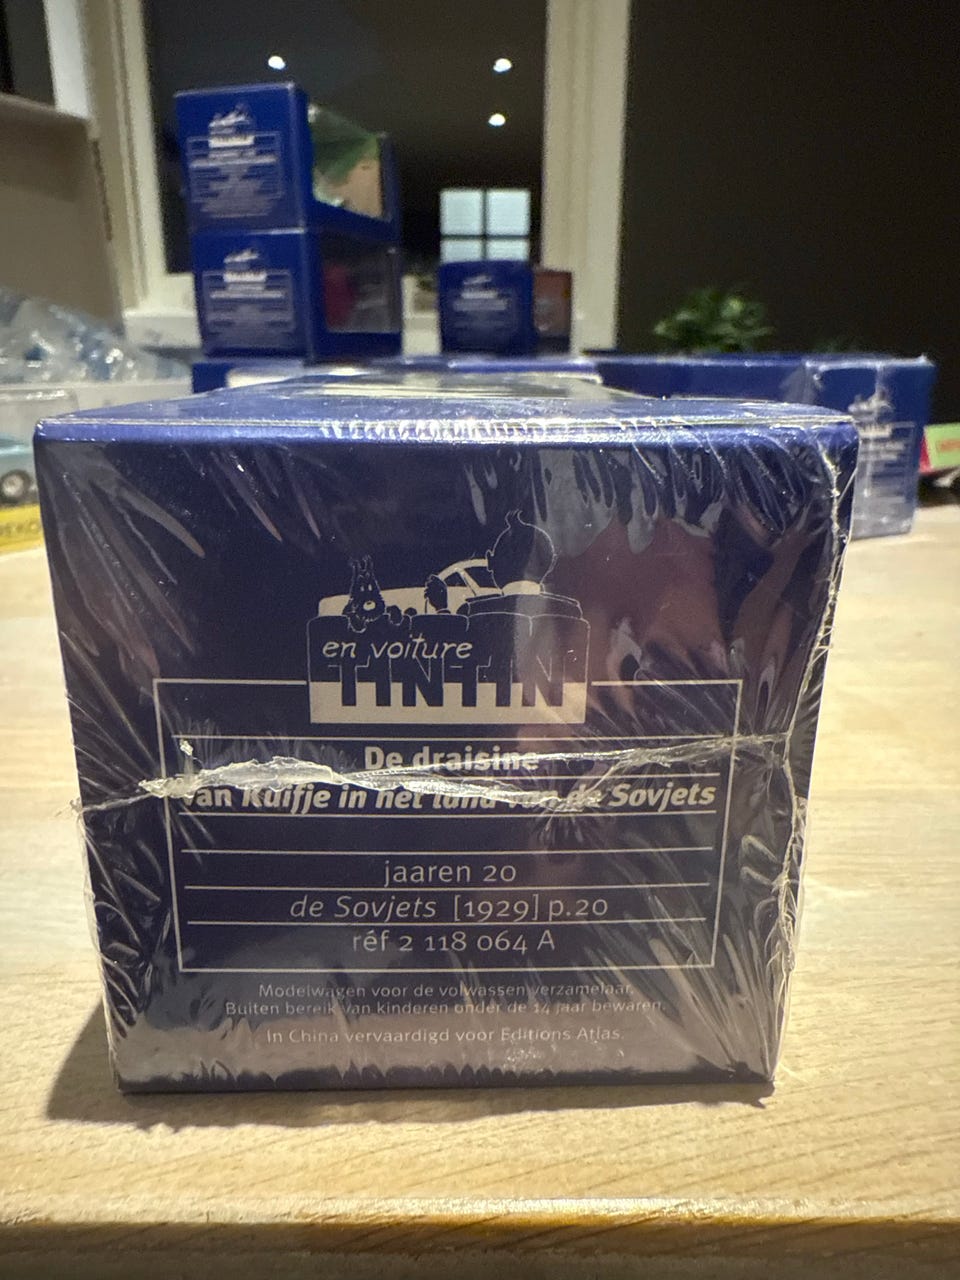 en voiture
TINTIN
De draisine
van Kuifje in het land van de Sovjets
jaaren 20
de Sovjets [1929] p.20
réf 2 118 064 A
Modelwagen voor de volwassen verzamelaar.
Buiten bereik van kinderen onder de 14 jaar bewaren.
In China vervaardigd voor Editions Atlas.